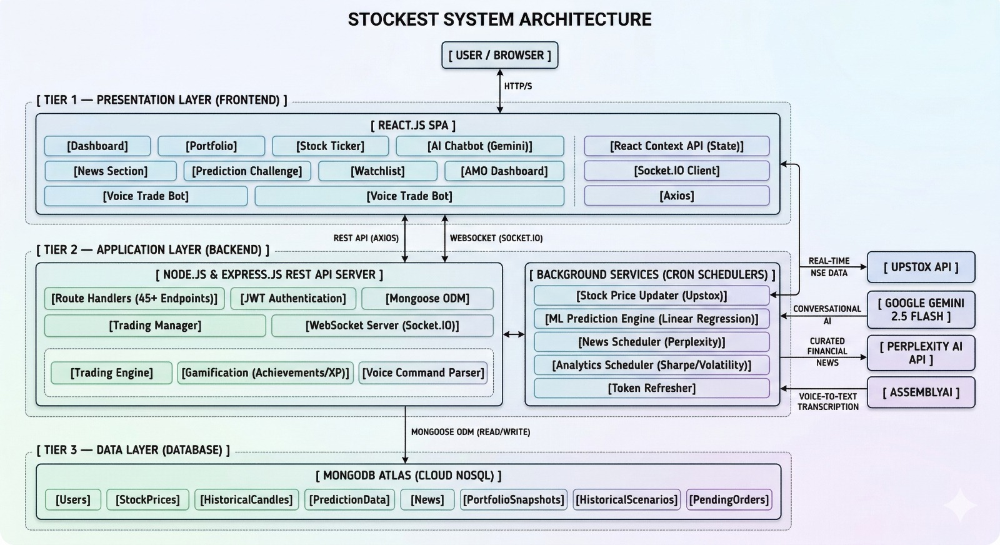 STOCKEST SYSTEM ARCHITECTURE
[ USER / BROWSER ]
HTTP/S
[ TIER 1 — PRESENTATION LAYER (FRONTEND) ]
[ REACT.JS SPA ]
[Dashboard]
[Portfolio]
[Stock Ticker]
[AI Chatbot (Gemini)]
[React Context API (State)]
[News Section]
[Prediction Challenge]
[Watchlist]
[AMO Dashboard]
[Socket.IO Client]
[Voice Trade Bot]
[Voice Trade Bot]
[Axios]
REST API (AXIOS)
WEBSOCKET (SOCKET.IO)
[ TIER 2 — APPLICATION LAYER (BACKEND) ]
[ NODE.JS & EXPRESS.JS REST API SERVER ]
[Route Handlers (45+ Endpoints)]
[JWT Authentication]
[Mongoose ODM]
[Trading Manager]
[WebSocket Server (Socket.IO)]
[Trading Engine]
[Gamification (Achievements/XP)]
[Voice Command Parser]
[ BACKGROUND SERVICES (CRON SCHEDULERS) ]
[Stock Price Updater (Upstox)]
[ML Prediction Engine (Linear Regression)]
[News Scheduler (Perplexity)]
[Analytics Scheduler (Sharpe/Volatility)]
[Token Refresher]
REAL-TIME
NSE DATA
[ UPSTOX API ]
CONVERSATIONAL
AI
[ GOOGLE GEMINI
2.5 FLASH ]
CURATED
FINANCIAL
NEWS
[ PERPLEXITY AI
API ]
VOICE-TO-TEXT
TRANSCRIPTION
[ ASSEMBLYAI ]
MONGOOSE ODM (READ/WRITE)
[ TIER 3 — DATA LAYER (DATABASE) ]
[ MONGODB ATLAS (CLOUD NOSQL) ]
[Users]
[StockPrices]
[HistoricalCandles]
[PredictionData]
[News]
[PortfolioSnapshots]
[HistoricalScenarios]
[PendingOrders]